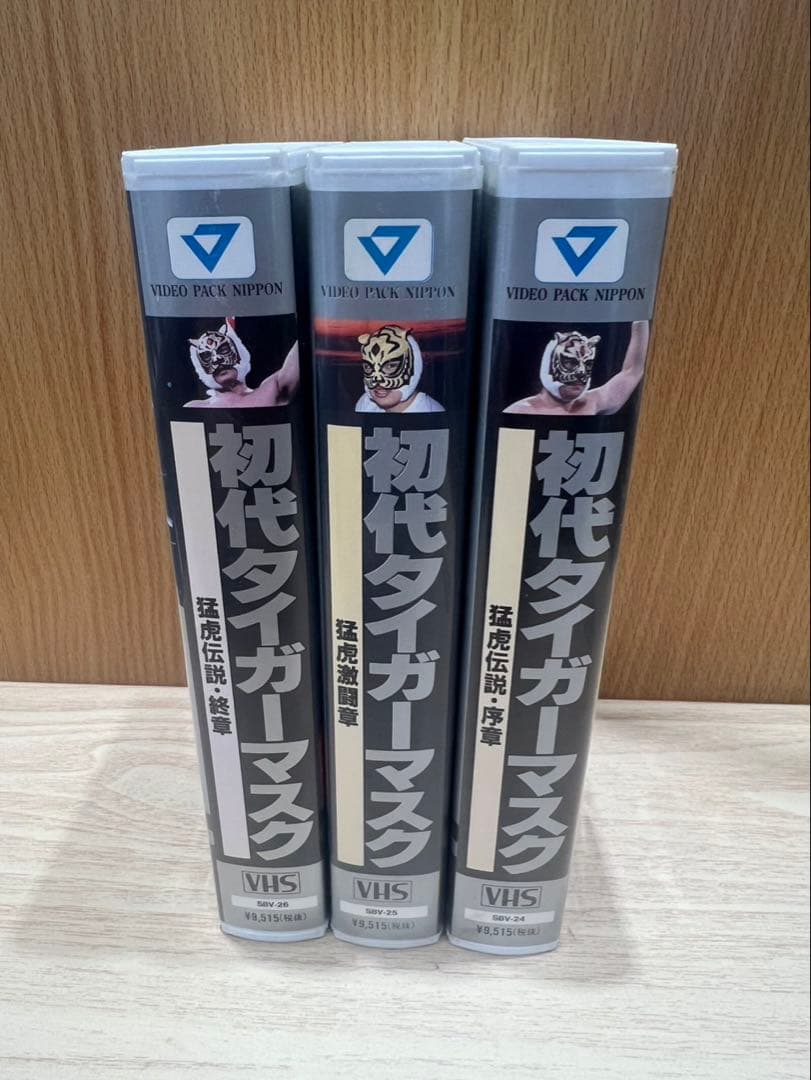 VIDEO PACK NIPPON
初代タイガーマスク
猛虎伝説・終章
VHS
SBV-26
¥9,515(税抜)
VIDEO PACK NIPPON
初代タイガーマスク
猛虎激闘章
VHS
SBV-25
¥9,515(税抜)
VIDEO PACK NIPPON
初代タイガーマスク
猛虎伝説・序章
VHS
SBV-24
¥9,515(税抜)